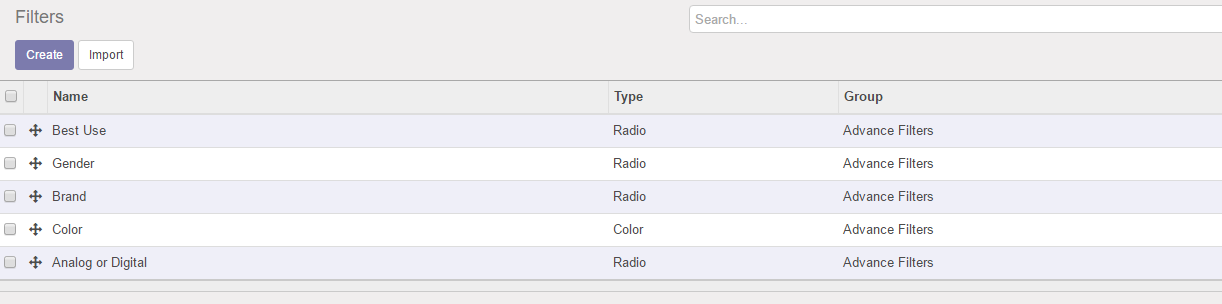 Filters
Search...
Create Import
Name Type Group
Best Use Radio Advance Filters
Gender Radio Advance Filters
Brand Radio Advance Filters
Color Color Advance Filters
Analog or Digital Radio Advance Filters